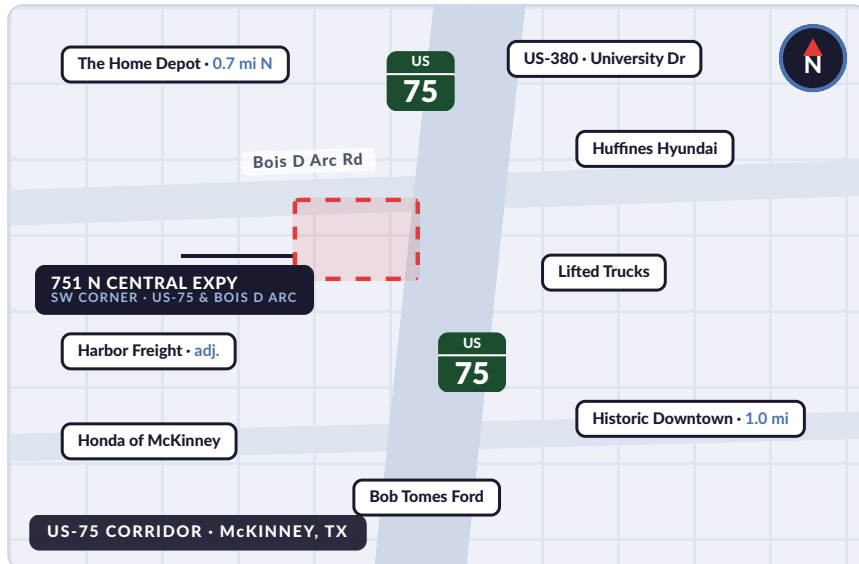 The Home Depot · 0.7 mi N
US
75
US-380 · University Dr
N
Bois D Arc Rd
Huffines Hyundai
751 N CENTRAL EXPY
SW CORNER · US-75 & BOIS D ARC
Lifted Trucks
Harbor Freight · adj.
US
75
Honda of McKinney
Historic Downtown · 1.0 mi
Bob Tomes Ford
US-75 CORRIDOR · McKINNEY, TX